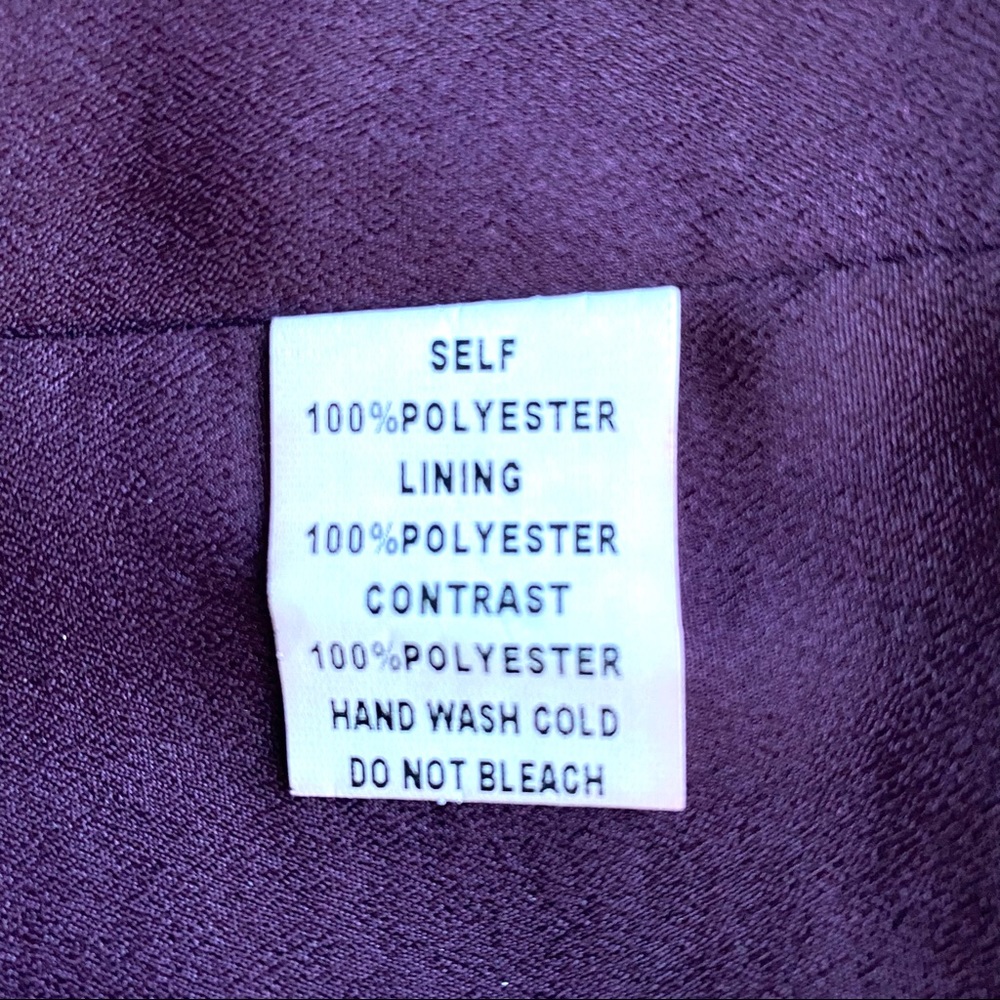 SELF
100%POLYESTER
LINING
100%POLYESTER
CONTRAST
100%POLYESTER
HAND WASH COLD
DO NOT BLEACH